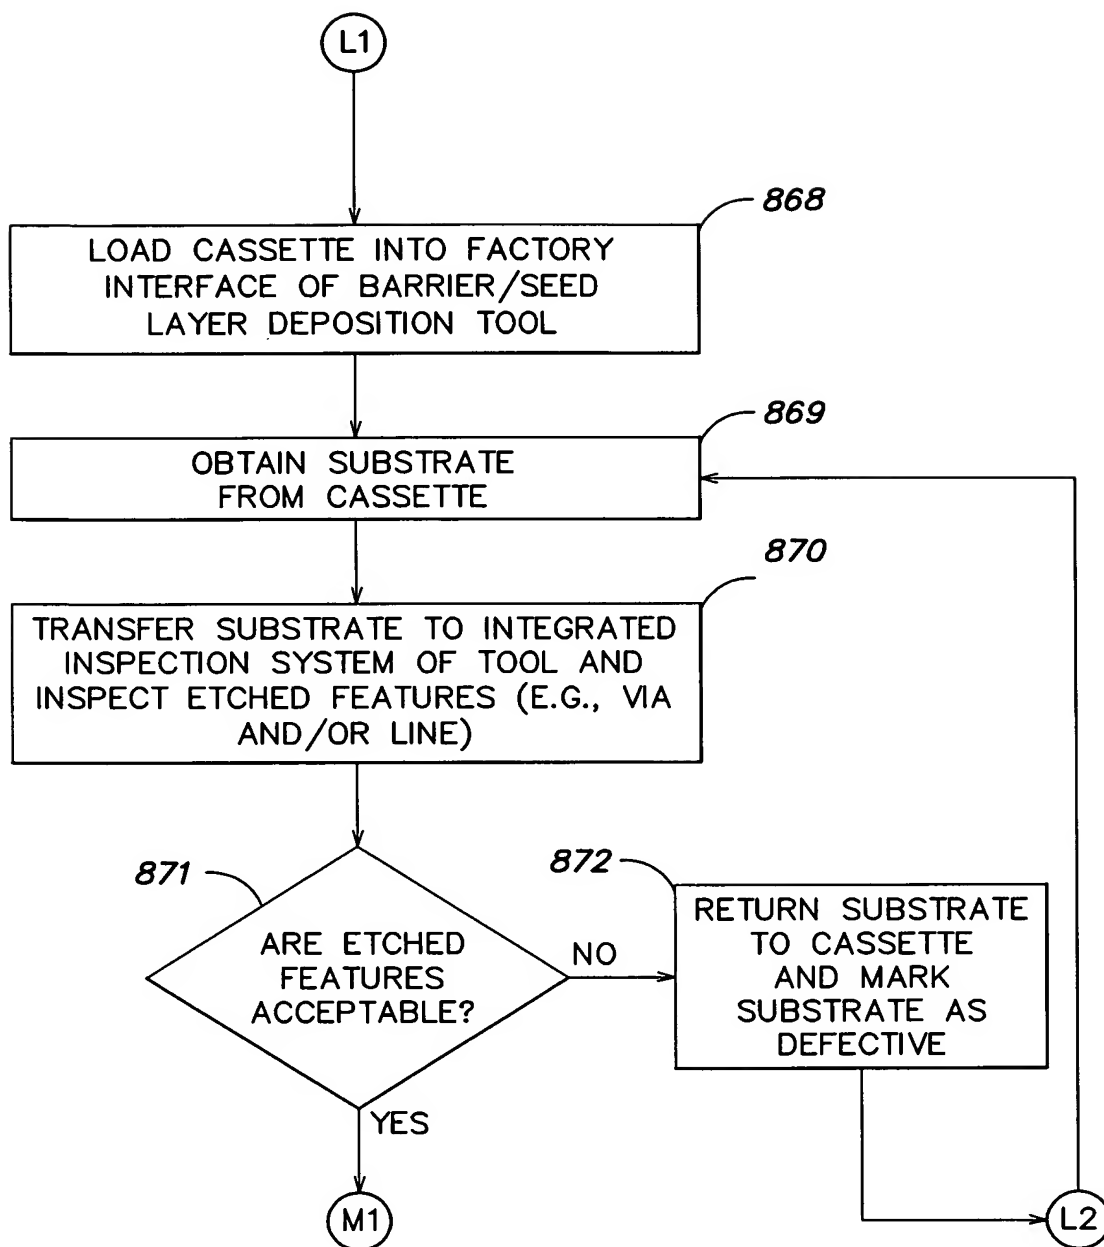 L1
868
LOAD CASSETTE INTO FACTORY
INTERFACE OF BARRIER/SEED
LAYER DEPOSITION TOOL
869
OBTAIN SUBSTRATE
FROM CASSETTE
870
TRANSFER SUBSTRATE TO INTEGRATED
INSPECTION SYSTEM OF TOOL AND
INSPECT ETCHED FEATURES (E.G., VIA
AND/OR LINE)
871
ARE ETCHED
FEATURES
ACCEPTABLE?
NO
872
RETURN SUBSTRATE
TO CASSETTE
AND MARK
SUBSTRATE AS
DEFECTIVE
YES
M1
L2